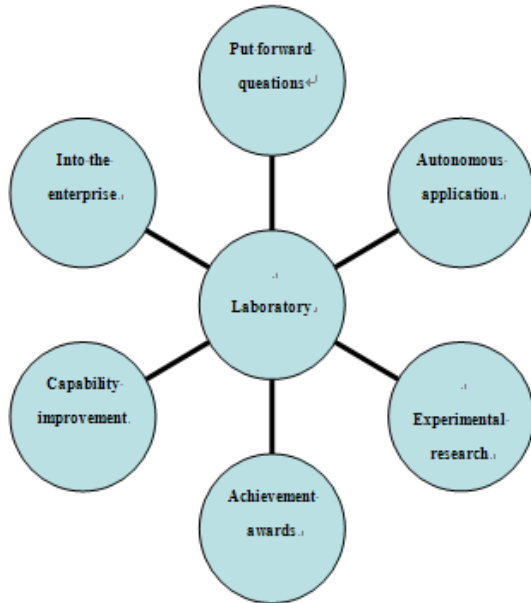 Put forward
queations
Into the
enterprise.
Autonomous
application.
Laboratory
Capability
improvement.
Experimental
research.
Achievement
awards.